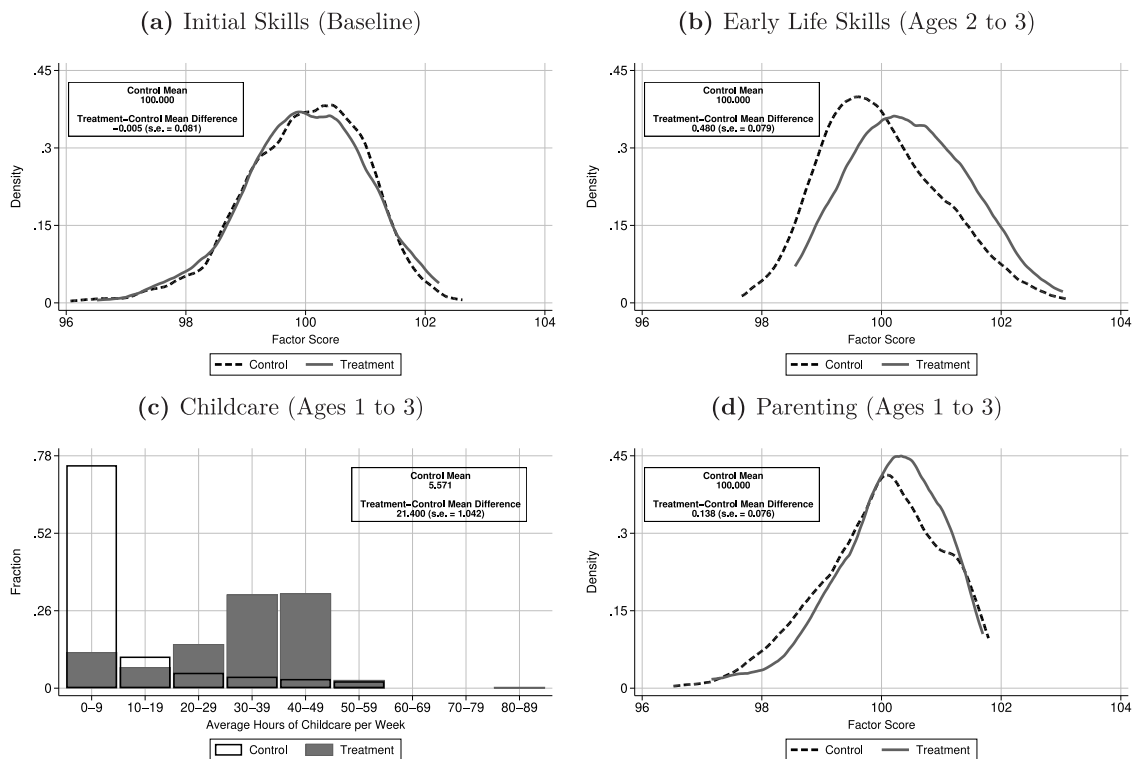 (a) Initial Skills (Baseline)
.45
.3
.15
0
Density
Control Mean
100.000
Treatment–Control Mean Difference
–0.005 (s.e. = 0.081)
96
98
100
102
104
Factor Score
Control
Treatment
(b) Early Life Skills (Ages 2 to 3)
.45
.3
.15
0
Density
Control Mean
100.000
Treatment–Control Mean Difference
0.480 (s.e. = 0.079)
96
98
100
102
104
Factor Score
Control
Treatment
(c) Childcare (Ages 1 to 3)
.78
.52
.26
0
Fraction
Control Mean
5.571
Treatment–Control Mean Difference
21.400 (s.e. = 1.042)
0–9
10–19
20–29
30–39
40–49
50–59
60–69
70–79
80–89
Average Hours of Childcare per Week
Control
Treatment
(d) Parenting (Ages 1 to 3)
.45
.3
.15
0
Density
Control Mean
100.000
Treatment–Control Mean Difference
0.138 (s.e. = 0.076)
96
98
100
102
104
Factor Score
Control
Treatment